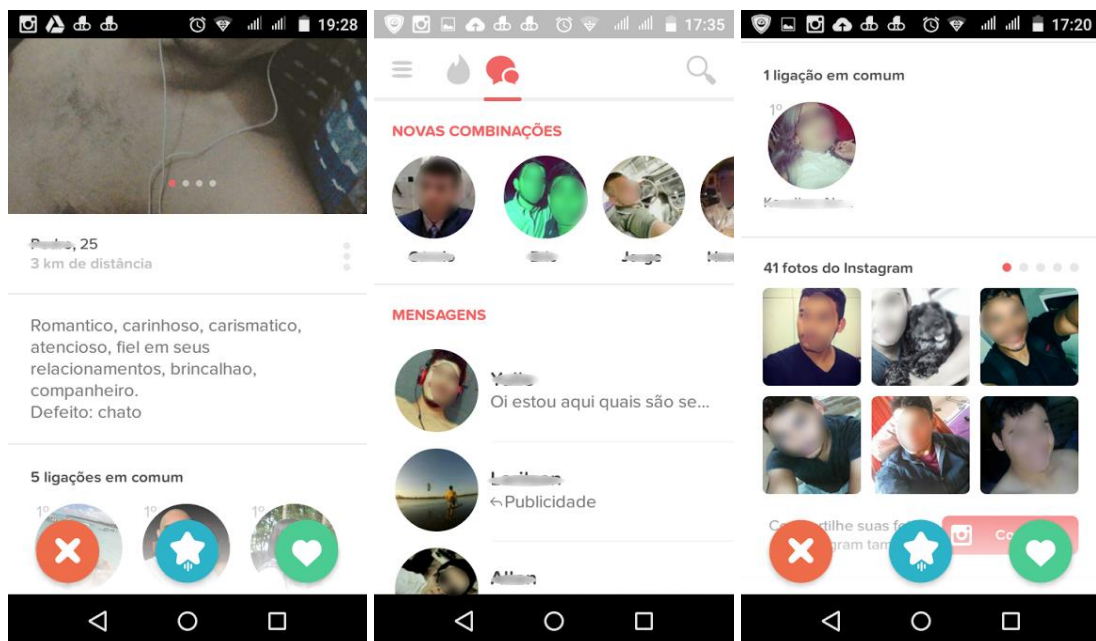 19:28
, 25
3 km de distância
Romantico, carinhoso, carismatico,
atencioso, fiel em seus
relacionamentos, brincalhao,
companheiro.
Defeito: chato
5 ligações em comum
1º
1º
1º
17:35
NOVAS COMBINAÇÕES
MENSAGENS
Oi estou aqui quais são se...
Publicidade
17:20
1 ligação em comum
1º
41 fotos do Instagram